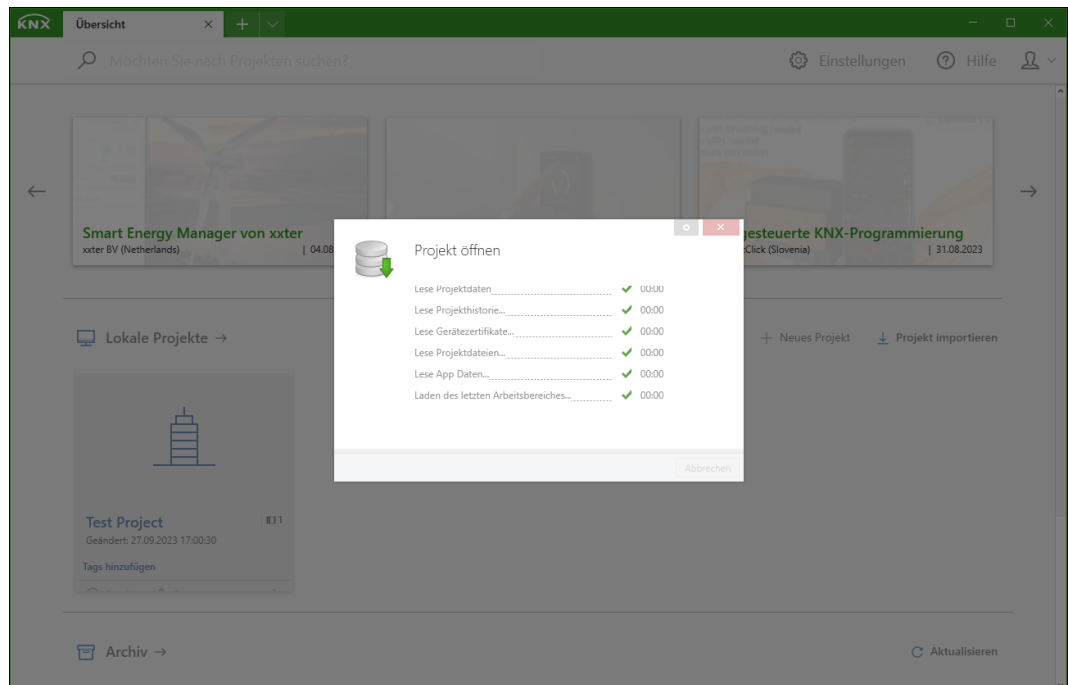 KNX
Übersicht
Möchten Sie nach Projekten suchen?
Einstellungen
Hilfe
Smart Energy Manager von xxter
xxter BV (Netherlands) | 04.08
gesteuerte KNX-Programmierung
Click (Slovenia) | 31.08.2023
Projekt öffnen
Lese Projektdaten 00:00
Lese Projekthistorie... 00:00
Lese Gerätezertifikate... 00:00
Lese Projektdateien... 00:00
Lese App Daten... 00:00
Laden des letzten Arbeitsbereiches... 00:00
Abbrechen
Lokale Projekte
Neues Projekt
Projekt importieren
Test Project
1
Geändert: 27.09.2023 17:00:30
Tags hinzufügen
Archiv
Aktualisieren